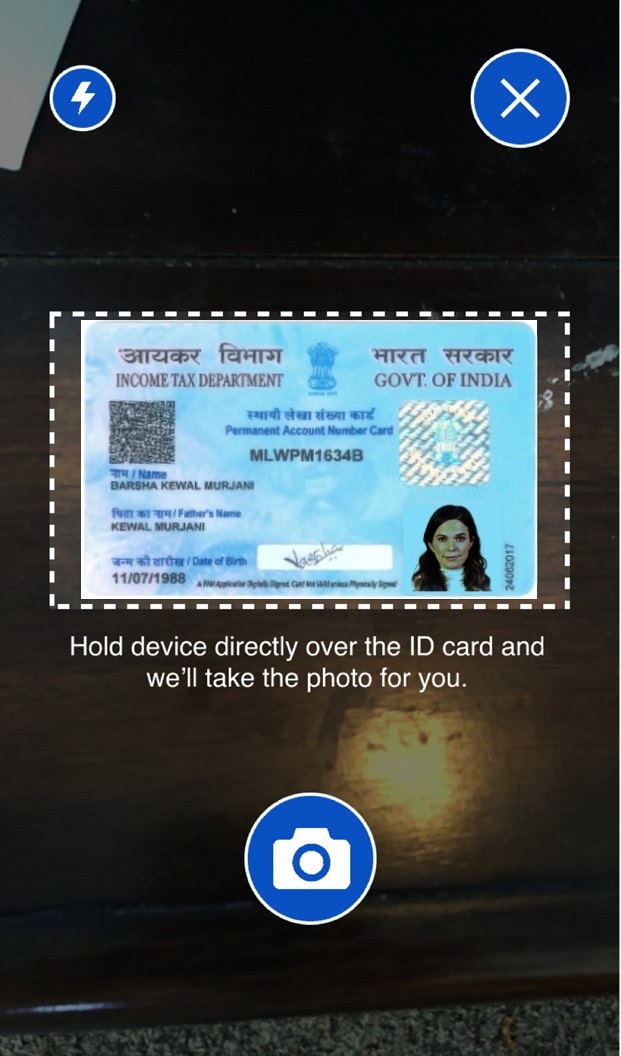 आयकर विभाग
INCOME TAX DEPARTMENT
भारत सरकार
GOVT. OF INDIA
स्थायी लेखा संख्या कार्ड
Permanent Account Number Card
MLWPM1634B
नाम / Name
BARSHA KEWAL MURJANI
पिता का नाम / Father's Name
KEWAL MURJANI
जन्म की तारीख / Date of Birth
11/07/1988
A PAN Application Digitally Signed, Card Not Valid unless Physically Signed
24062017
Hold device directly over the ID card and
we'll take the photo for you.